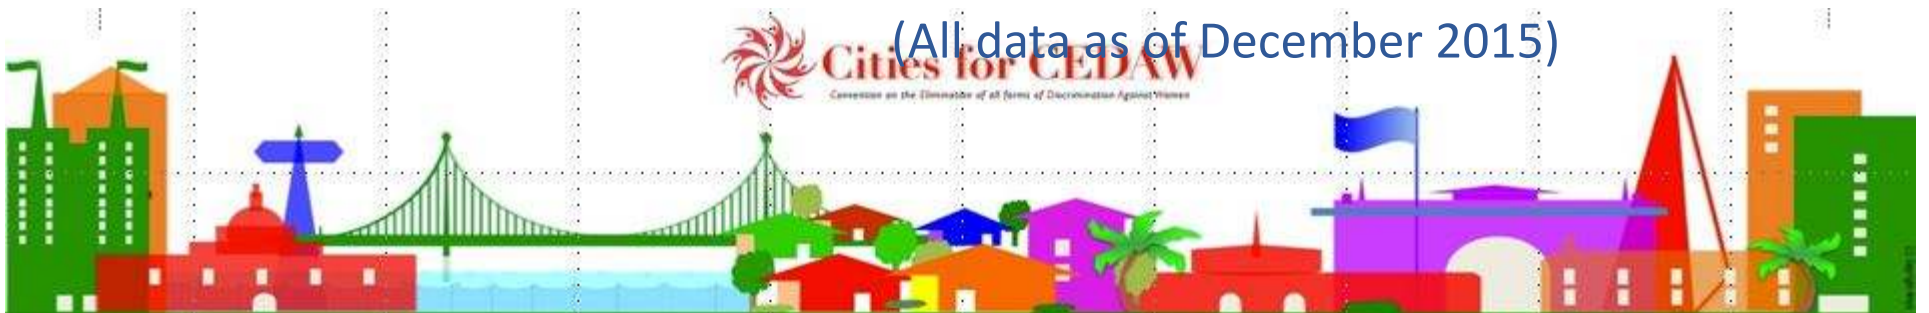 (All data as of December 2015)
Cities for CEDAW
Convention on the Elimination of all forms of Discrimination Against Women